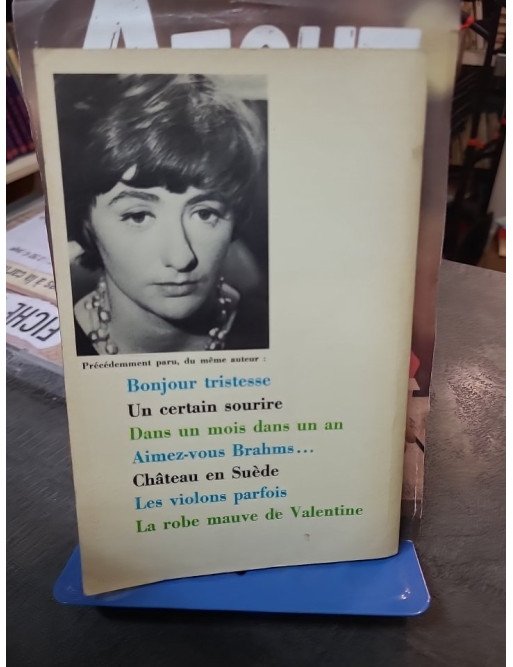 Précédemment paru, du même auteur :
Bonjour tristesse
Un certain sourire
Dans un mois dans un an
Aimez-vous Brahms...
Château en Suède
Les violons parfois
La robe mauve de Valentine
FICHE